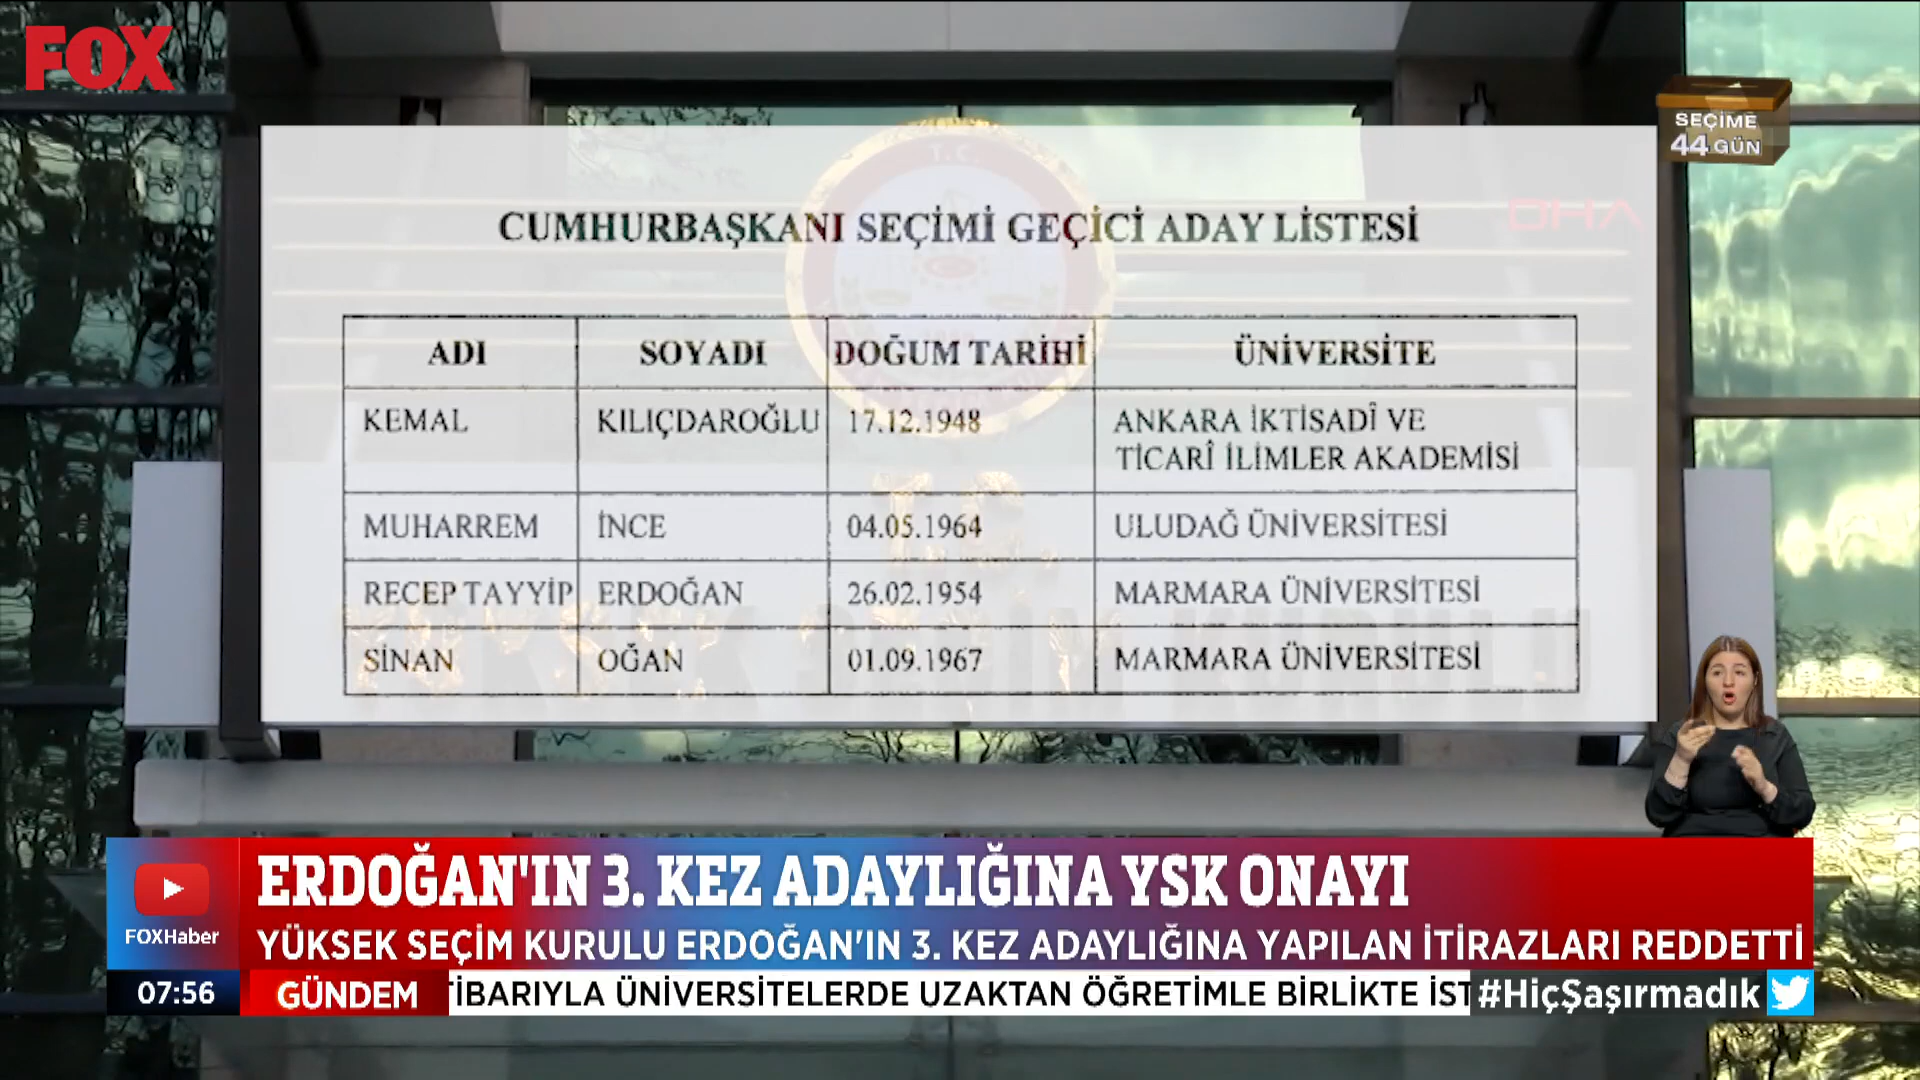 FOX
SEÇİME
44 GÜN
T.C.
DHA
CUMHURBAŞKANI SEÇİMİ GEÇİCİ ADAY LİSTESİ
ADI SOYADI DOĞUM TARİHİ ÜNİVERSİTE
KEMAL KILIÇDAROĞLU 17.12.1948 ANKARA İKTİSADÎ VE
TİCARÎ İLİMLER AKADEMİSİ
MUHARREM İNCE 04.05.1964 ULUDAĞ ÜNİVERSİTESİ
RECEP TAYYİP ERDOĞAN 26.02.1954 MARMARA ÜNİVERSİTESİ
SİNAN OĞAN 01.09.1967 MARMARA ÜNİVERSİTESİ
ERDOĞAN'IN 3. KEZ ADAYLIĞINA YSK ONAYI
FOXHaber
YÜKSEK SEÇİM KURULU ERDOĞAN'IN 3. KEZ ADAYLIĞINA YAPILAN İTİRAZLARI REDDETTİ
07:56 GÜNDEM TİBARIYLA ÜNİVERSİTELERDE UZAKTAN ÖĞRETİMLE BİRLİKTE İST #HiçŞaşırmadık